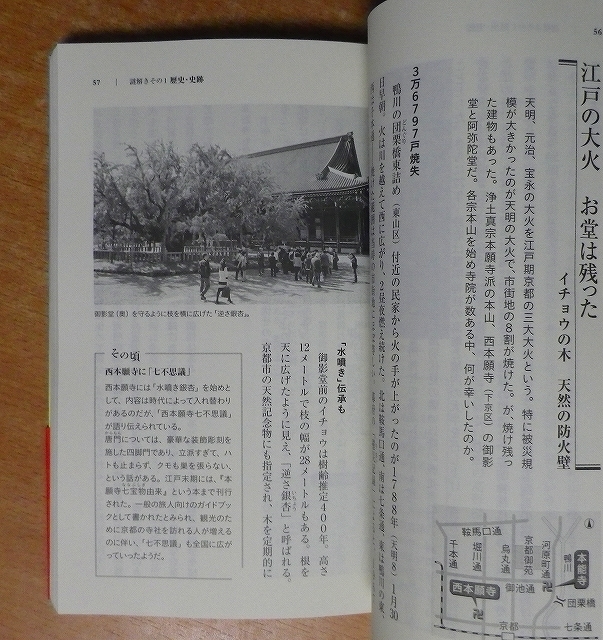 56
江戸の大火 お堂は残った
イチョウの木 天然の防火壁
天明、元治、宝永の大火を江戸期京都の三大大火という。特に被災規
模が大きかったのが天明の大火で、市街地の8割が焼けた。が、焼け残っ
た建物もあった。浄土真宗本願寺派の本山、西本願寺（下京区）の御影
堂と阿弥陀堂だ。各宗本山を始め寺院が数ある中、何が幸いしたのか。
3万6797戸焼失
鴨川の団栗橋東詰め（東山区）付近の民家から火の手が上がったのが1788年（天明8）1月30
日早朝。火は川を越えて西に広がり、2昼夜燃え続けた。北は鞍馬口通、南は七条通、東は鴨川の東、
鞍馬口通
千本通
堀川通
烏丸通
京都御苑
河原町通
鴨川
本能寺
西本願寺
御池通
団栗橋
七条通
京都
57 ｜ 謎解きその1 歴史・史跡
御影堂（奥）を守るように枝を横に広げた「逆さ銀杏」。
「水噴き」伝承も
御影堂前のイチョウは樹齢推定400年。高さ
12メートルで枝の幅が28メートルもある。根を
天に広げたように見え、「逆さ銀杏」と呼ばれる。
京都市の天然記念物にも指定され、木を定期的に
その頃
西本願寺に「七不思議」
西本願寺には「水噴き銀杏」を始めと
して、内容は時代によって入れ替わり
があるのだが、「西本願寺七不思議」
が語り伝えられている。
唐門については、豪華な装飾彫刻を
施した四脚門であり、立派すぎて、ハ
トも止まらず、クモも巣を張らない、
という話がある。江戸末期には、『本
願寺七宝物由来』という本まで刊行
された。一般の旅人向けのガイドブッ
クとして書かれたとみられ、観光のた
めに京都の寺社を訪れる人が増える
のに伴い、「七不思議」も全国に広が
がっていったようだ。